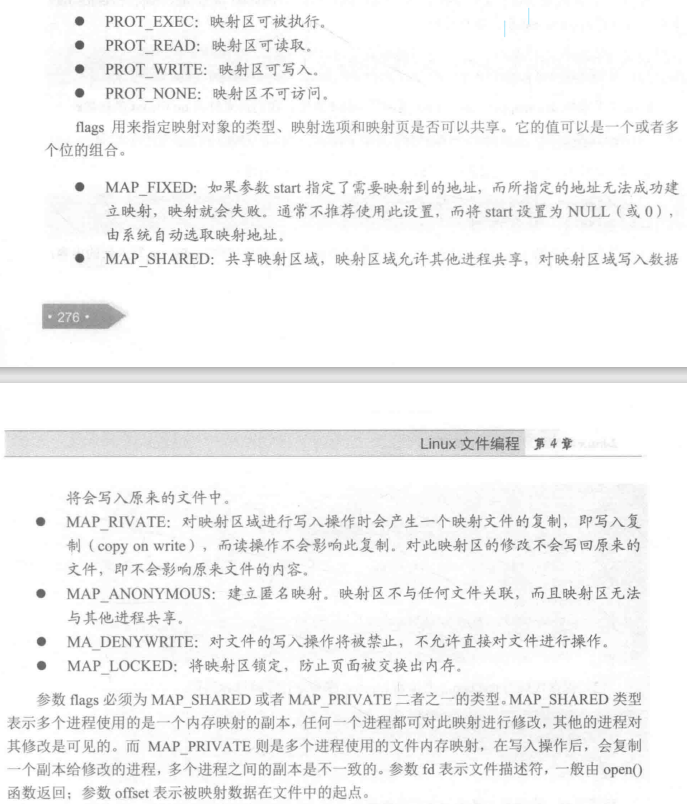 ● PROT_EXEC：映射区可被执行。
● PROT_READ：映射区可读取。
● PROT_WRITE：映射区可写入。
● PROT_NONE：映射区不可访问。
flags 用来指定映射对象的类型、映射选项和映射页是否可以共享。它的值可以是一个或者多
个位的组合。
● MAP_FIXED：如果参数 start 指定了需要映射到的地址，而所指定的地址无法成功建
立映射，映射就会失败。通常不推荐使用此设置，而将 start 设置为 NULL（或 0），
由系统自动选取映射地址。
● MAP_SHARED：共享映射区域，映射区域允许其他进程共享，对映射区域写入数据
• 276 •
Linux 文件编程 第 4 章
将会写入原来的文件中。
● MAP_RIVATE：对映射区域进行写入操作时会产生一个映射文件的复制，即写入复
制（copy on write），而读操作不会影响此复制。对此映射区的修改不会写回原来的
文件，即不会影响原来文件的内容。
● MAP_ANONYMOUS：建立匿名映射。映射区不与任何文件关联，而且映射区无法
与其他进程共享。
● MA_DENYWRITE：对文件的写入操作将被禁止，不允许直接对文件进行操作。
● MAP_LOCKED：将映射区锁定，防止页面被交换出内存。
参数 flags 必须为 MAP_SHARED 或者 MAP_PRIVATE 二者之一的类型。MAP_SHARED 类型
表示多个进程使用的是一个内存映射的副本，任何一个进程都可对此映射进行修改，其他的进程对
其修改是可见的。而 MAP_PRIVATE 则是多个进程使用的文件内存映射，在写入操作后，会复制
一个副本给修改的进程，多个进程之间的副本是不一致的。参数 fd 表示文件描述符，一般由 open()
函数返回；参数 offset 表示被映射数据在文件中的起点。